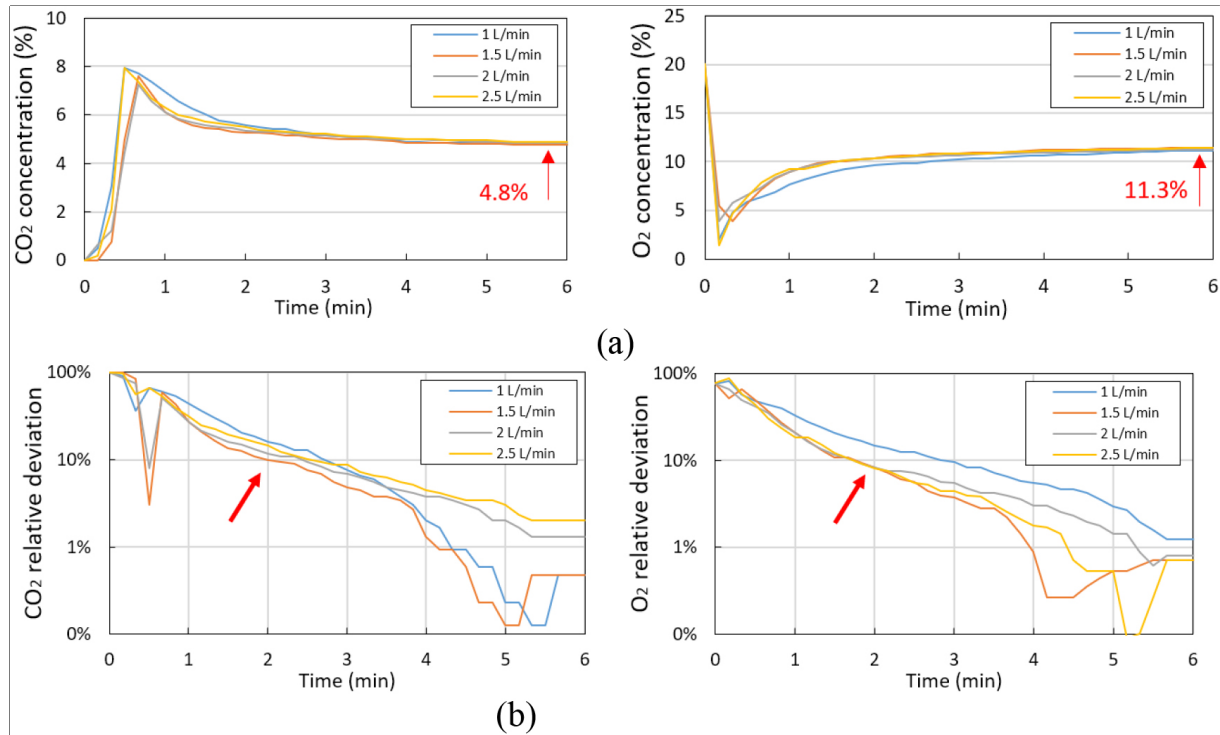 CO2 concentration (%)
10
8
6
4
2
0
1 L/min
1.5 L/min
2 L/min
2.5 L/min
4.8%
0 1 2 3 4 5 6
Time (min)
O2 concentration (%)
25
20
15
10
5
0
1 L/min
1.5 L/min
2 L/min
2.5 L/min
11.3%
0 1 2 3 4 5 6
Time (min)
(a)
CO2 relative deviation
100%
10%
1%
0%
1 L/min
1.5 L/min
2 L/min
2.5 L/min
0 1 2 3 4 5 6
Time (min)
O2 relative deviation
100%
10%
1%
0%
1 L/min
1.5 L/min
2 L/min
2.5 L/min
0 1 2 3 4 5 6
Time (min)
(b)